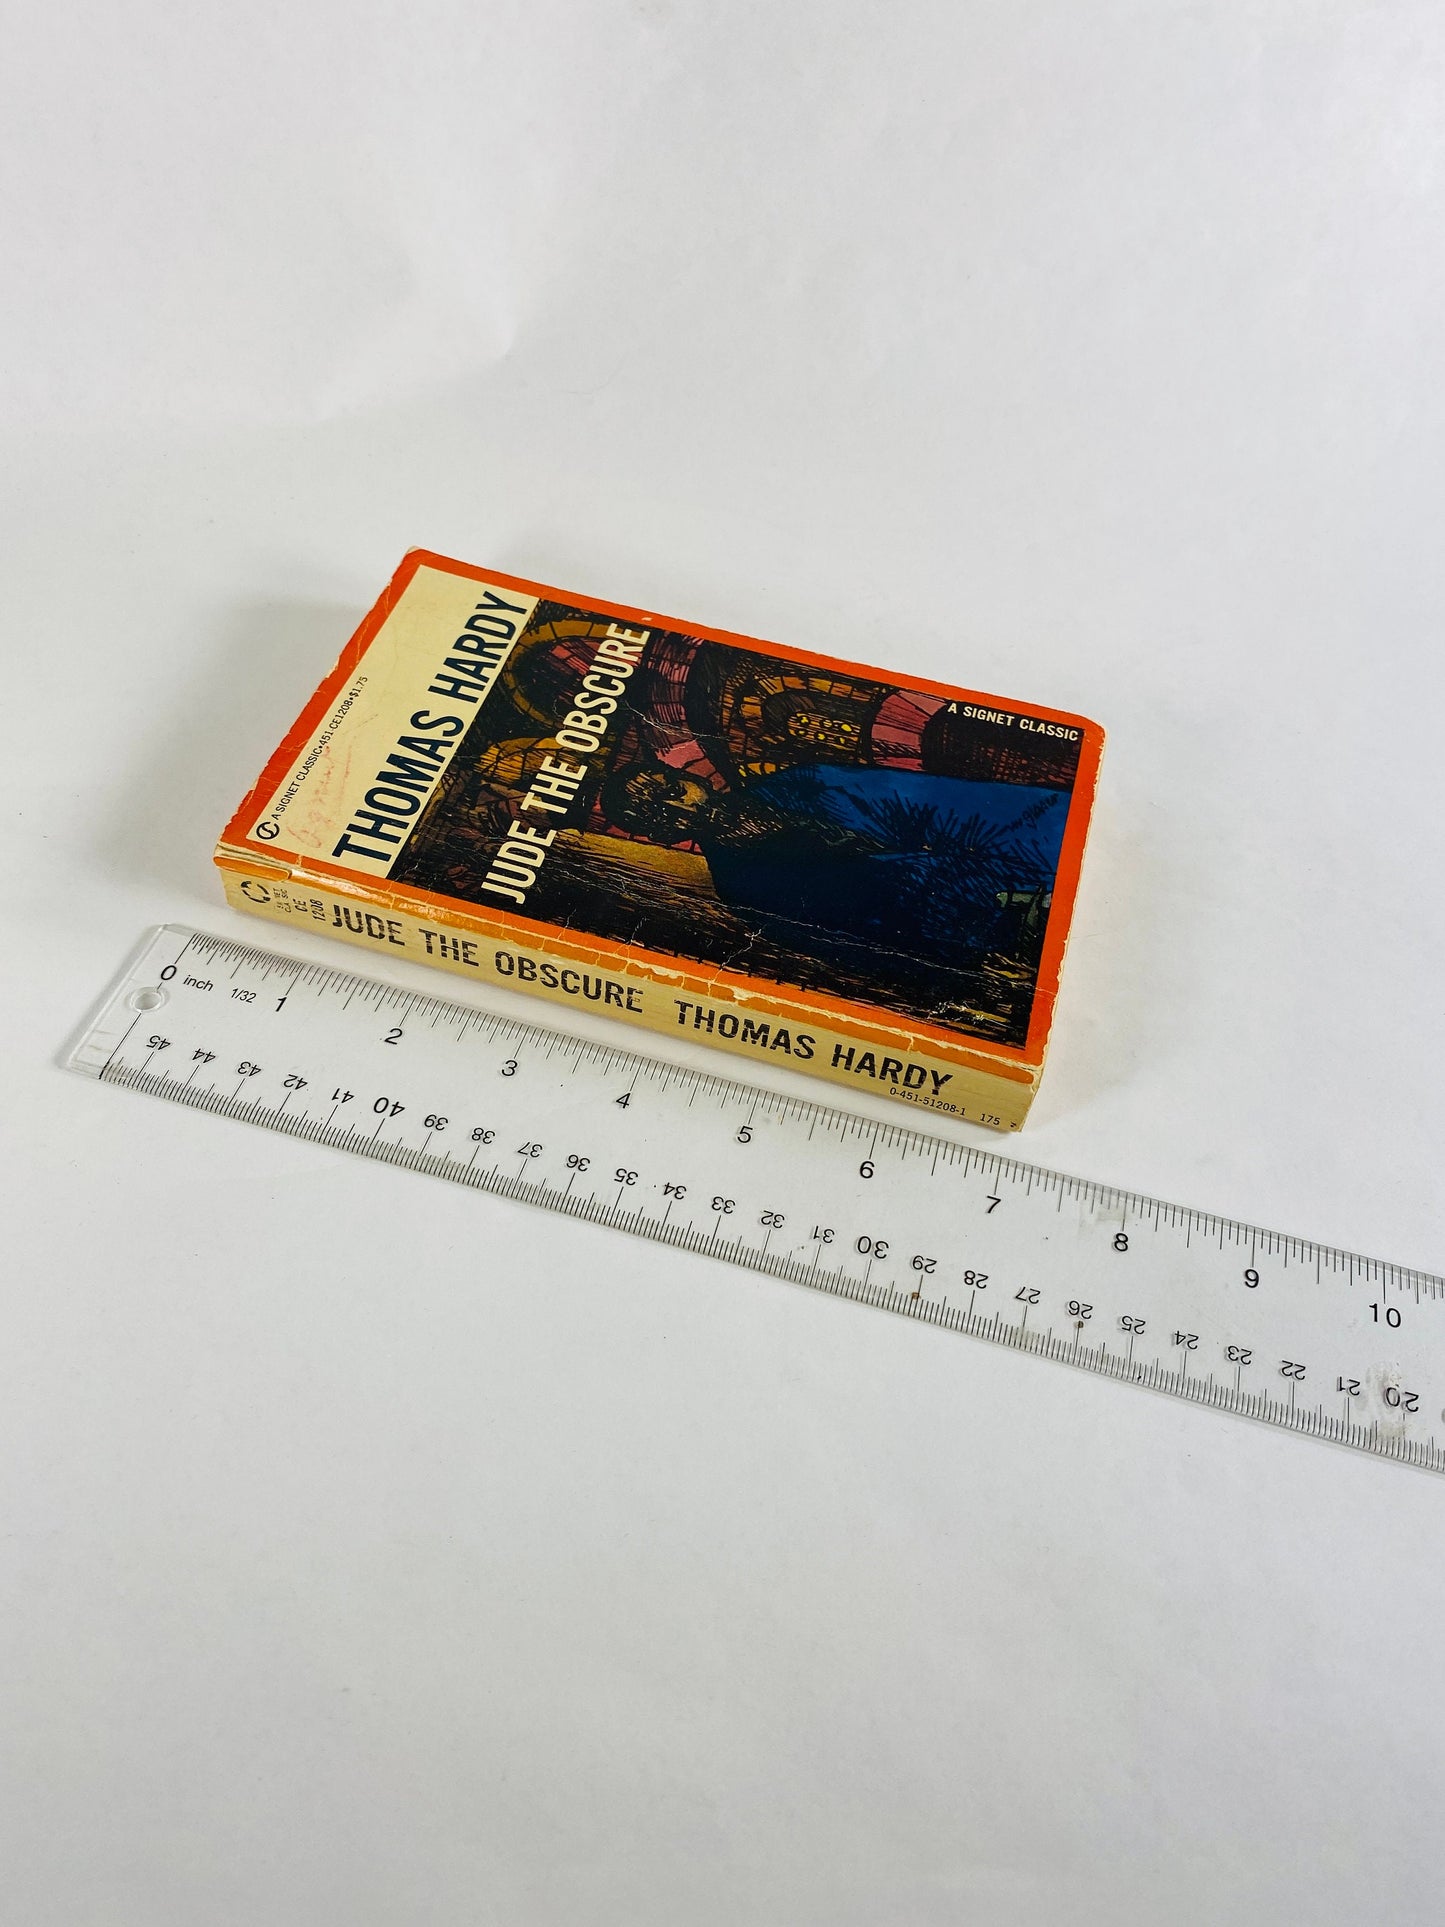 A SIGNET CLASSIC•451-CE1208•$1.75
THOMAS HARDY
JUDE THE OBSCURE
A SIGNET CLASSIC
CE
1208
JUDE THE OBSCURE THOMAS HARDY
0-451-51208-1 175
0 inch 1/32 1 2 3 4 5 6 7 8 9 10
45 44 43 42 41 40 39 38 37 36 35 34 33 32 31 30 29 28 27 26 25 24 23 22 21 20